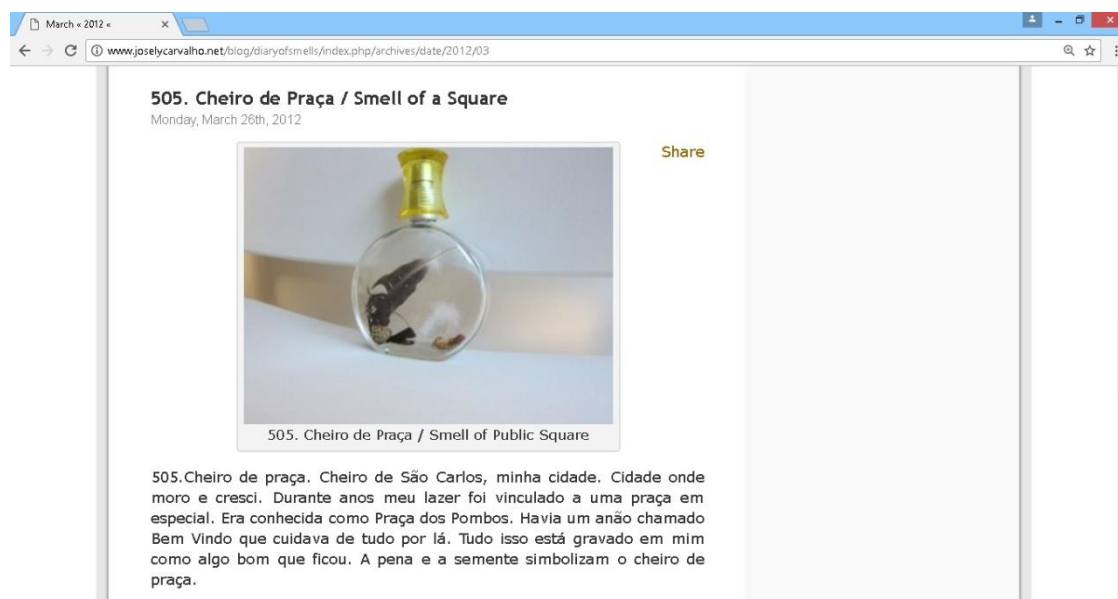 March « 2012 «
www.joselycarvalho.net/blog/diaryofsmells/index.php/archives/date/2012/03
505. Cheiro de Praça / Smell of a Square
Monday, March 26th, 2012
Share
505. Cheiro de Praça / Smell of Public Square
505.Cheiro de praça. Cheiro de São Carlos, minha cidade. Cidade onde
moro e cresci. Durante anos meu lazer foi vinculado a uma praça em
especial. Era conhecida como Praça dos Pombos. Havia um anão chamado
Bem Vindo que cuidava de tudo por lá. Tudo isso está gravado em mim
como algo bom que ficou. A pena e a semente simbolizam o cheiro de
praça.